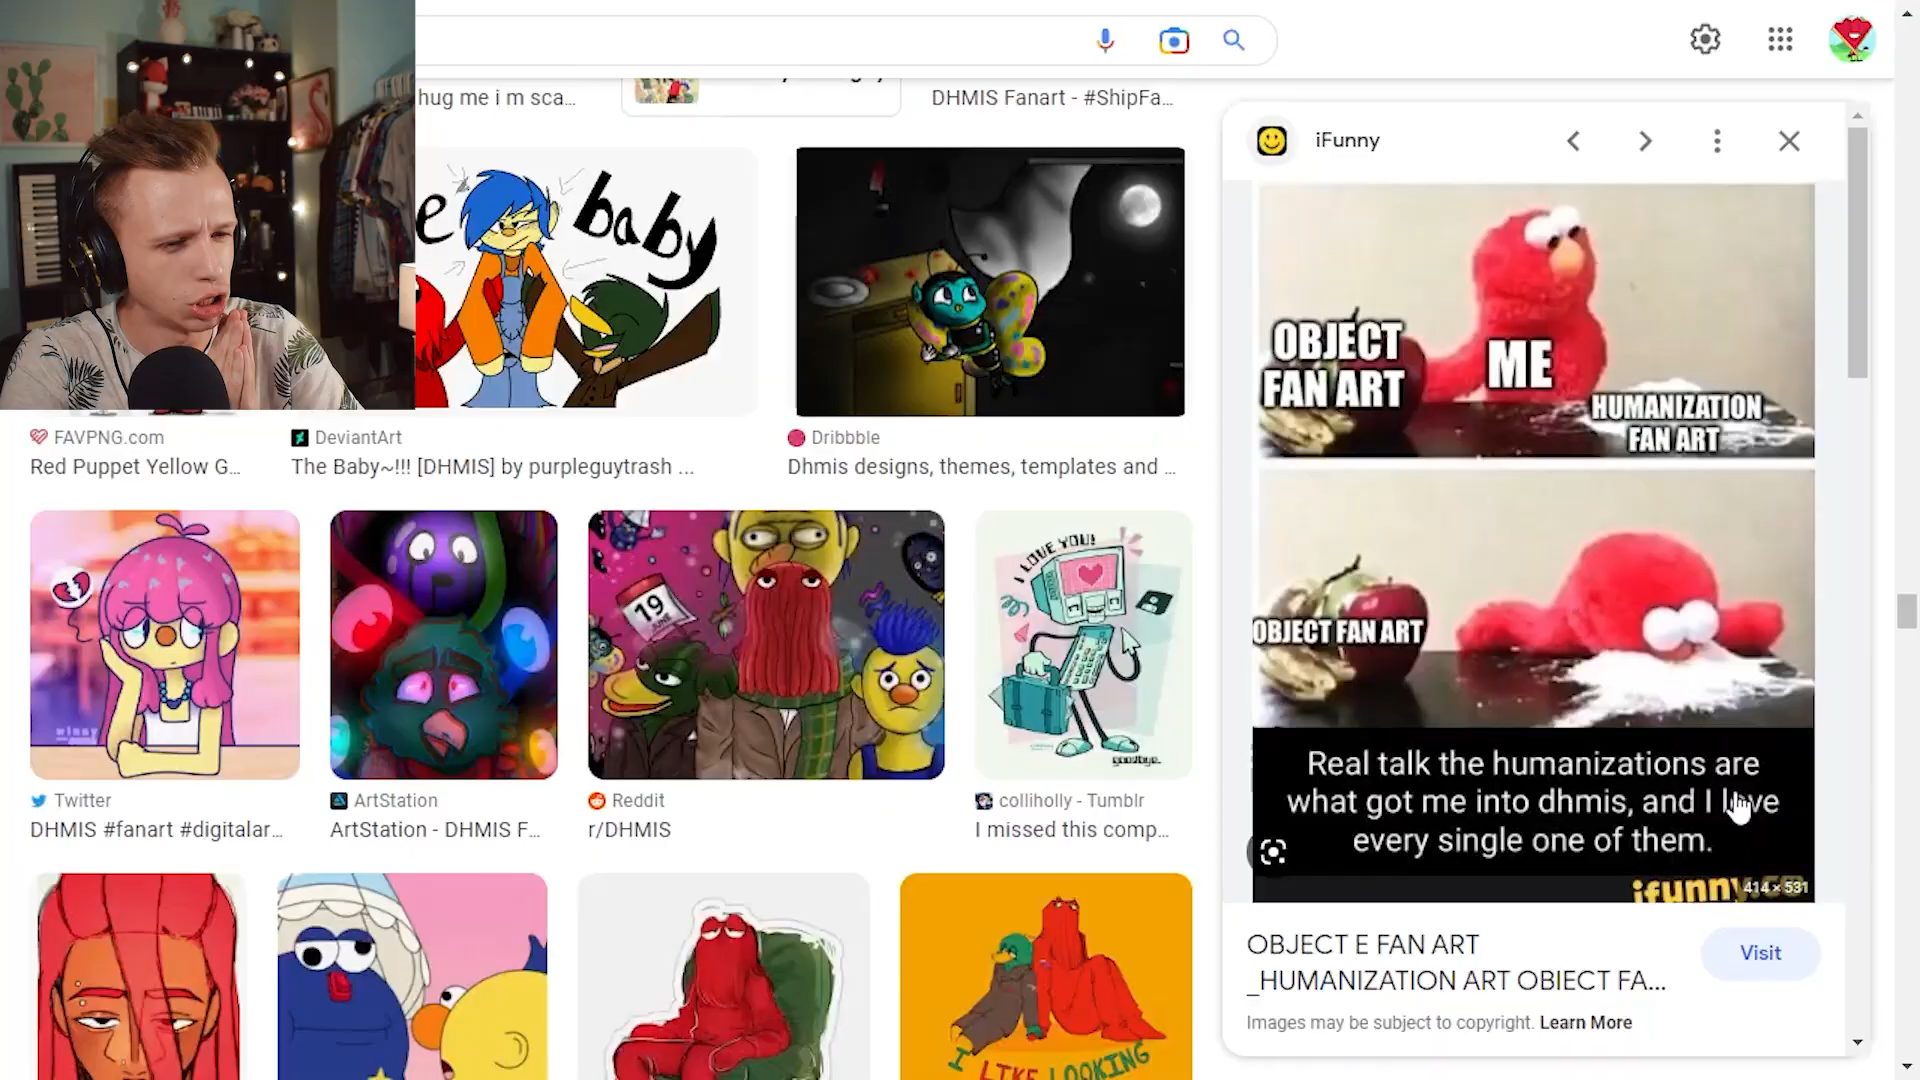 hug me i m sca...
DHMIS Fanart - #ShipFa...
iFunny
e baby
OBJECT
FAN ART
ME
HUMANIZATION
FAN ART
FAVPNG.com
Red Puppet Yellow G...
DeviantArt
The Baby~!!! [DHMIS] by purpleguytrash ...
Dribbble
Dhmis designs, themes, templates and ...
I LOVE YOU!
19
JUNE
goodbye.
OBJECT FAN ART
Real talk the humanizations are
what got me into dhmis, and I love
every single one of them.
ifunny.co
414 × 531
Twitter
DHMIS #fanart #digitalar...
ArtStation
ArtStation - DHMIS F...
Reddit
r/DHMIS
colliholly - Tumblr
I missed this comp...
OBJECT E FAN ART
_HUMANIZATION ART OBIECT FA...
Visit
Images may be subject to copyright. Learn More
I LIKE LOOKING